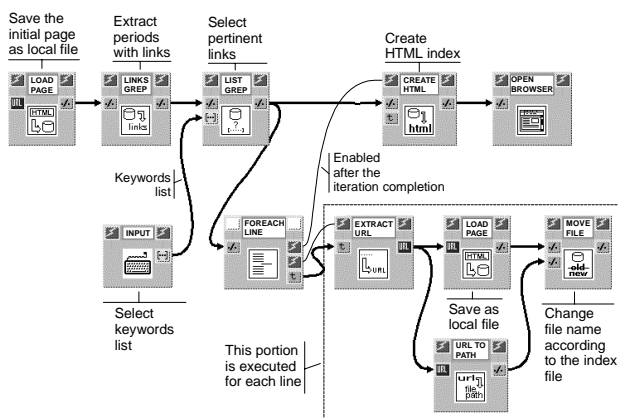 Save the
initial page
as local file
Extract
periods
with links
Select
pertinent
links
Create
HTML index
LOAD
PAGE
LINKS
GREP
LIST
GREP
CREATE
HTML
OPEN
BROWSER
URL
HTML
links
[...]
?
[.....]
t
html
Keywords
list
Enabled
after the
iteration completion
INPUT
[...]
FOREACH
LINE
t
EXTRACT
URL
t
URL
URL
LOAD
PAGE
URL
HTML
MOVE
FILE
old
new
Select
keywords
list
This portion
is executed
for each line
Save as
local file
Change
file name
according
to the index
file
URL TO
PATH
URL
url
file
path